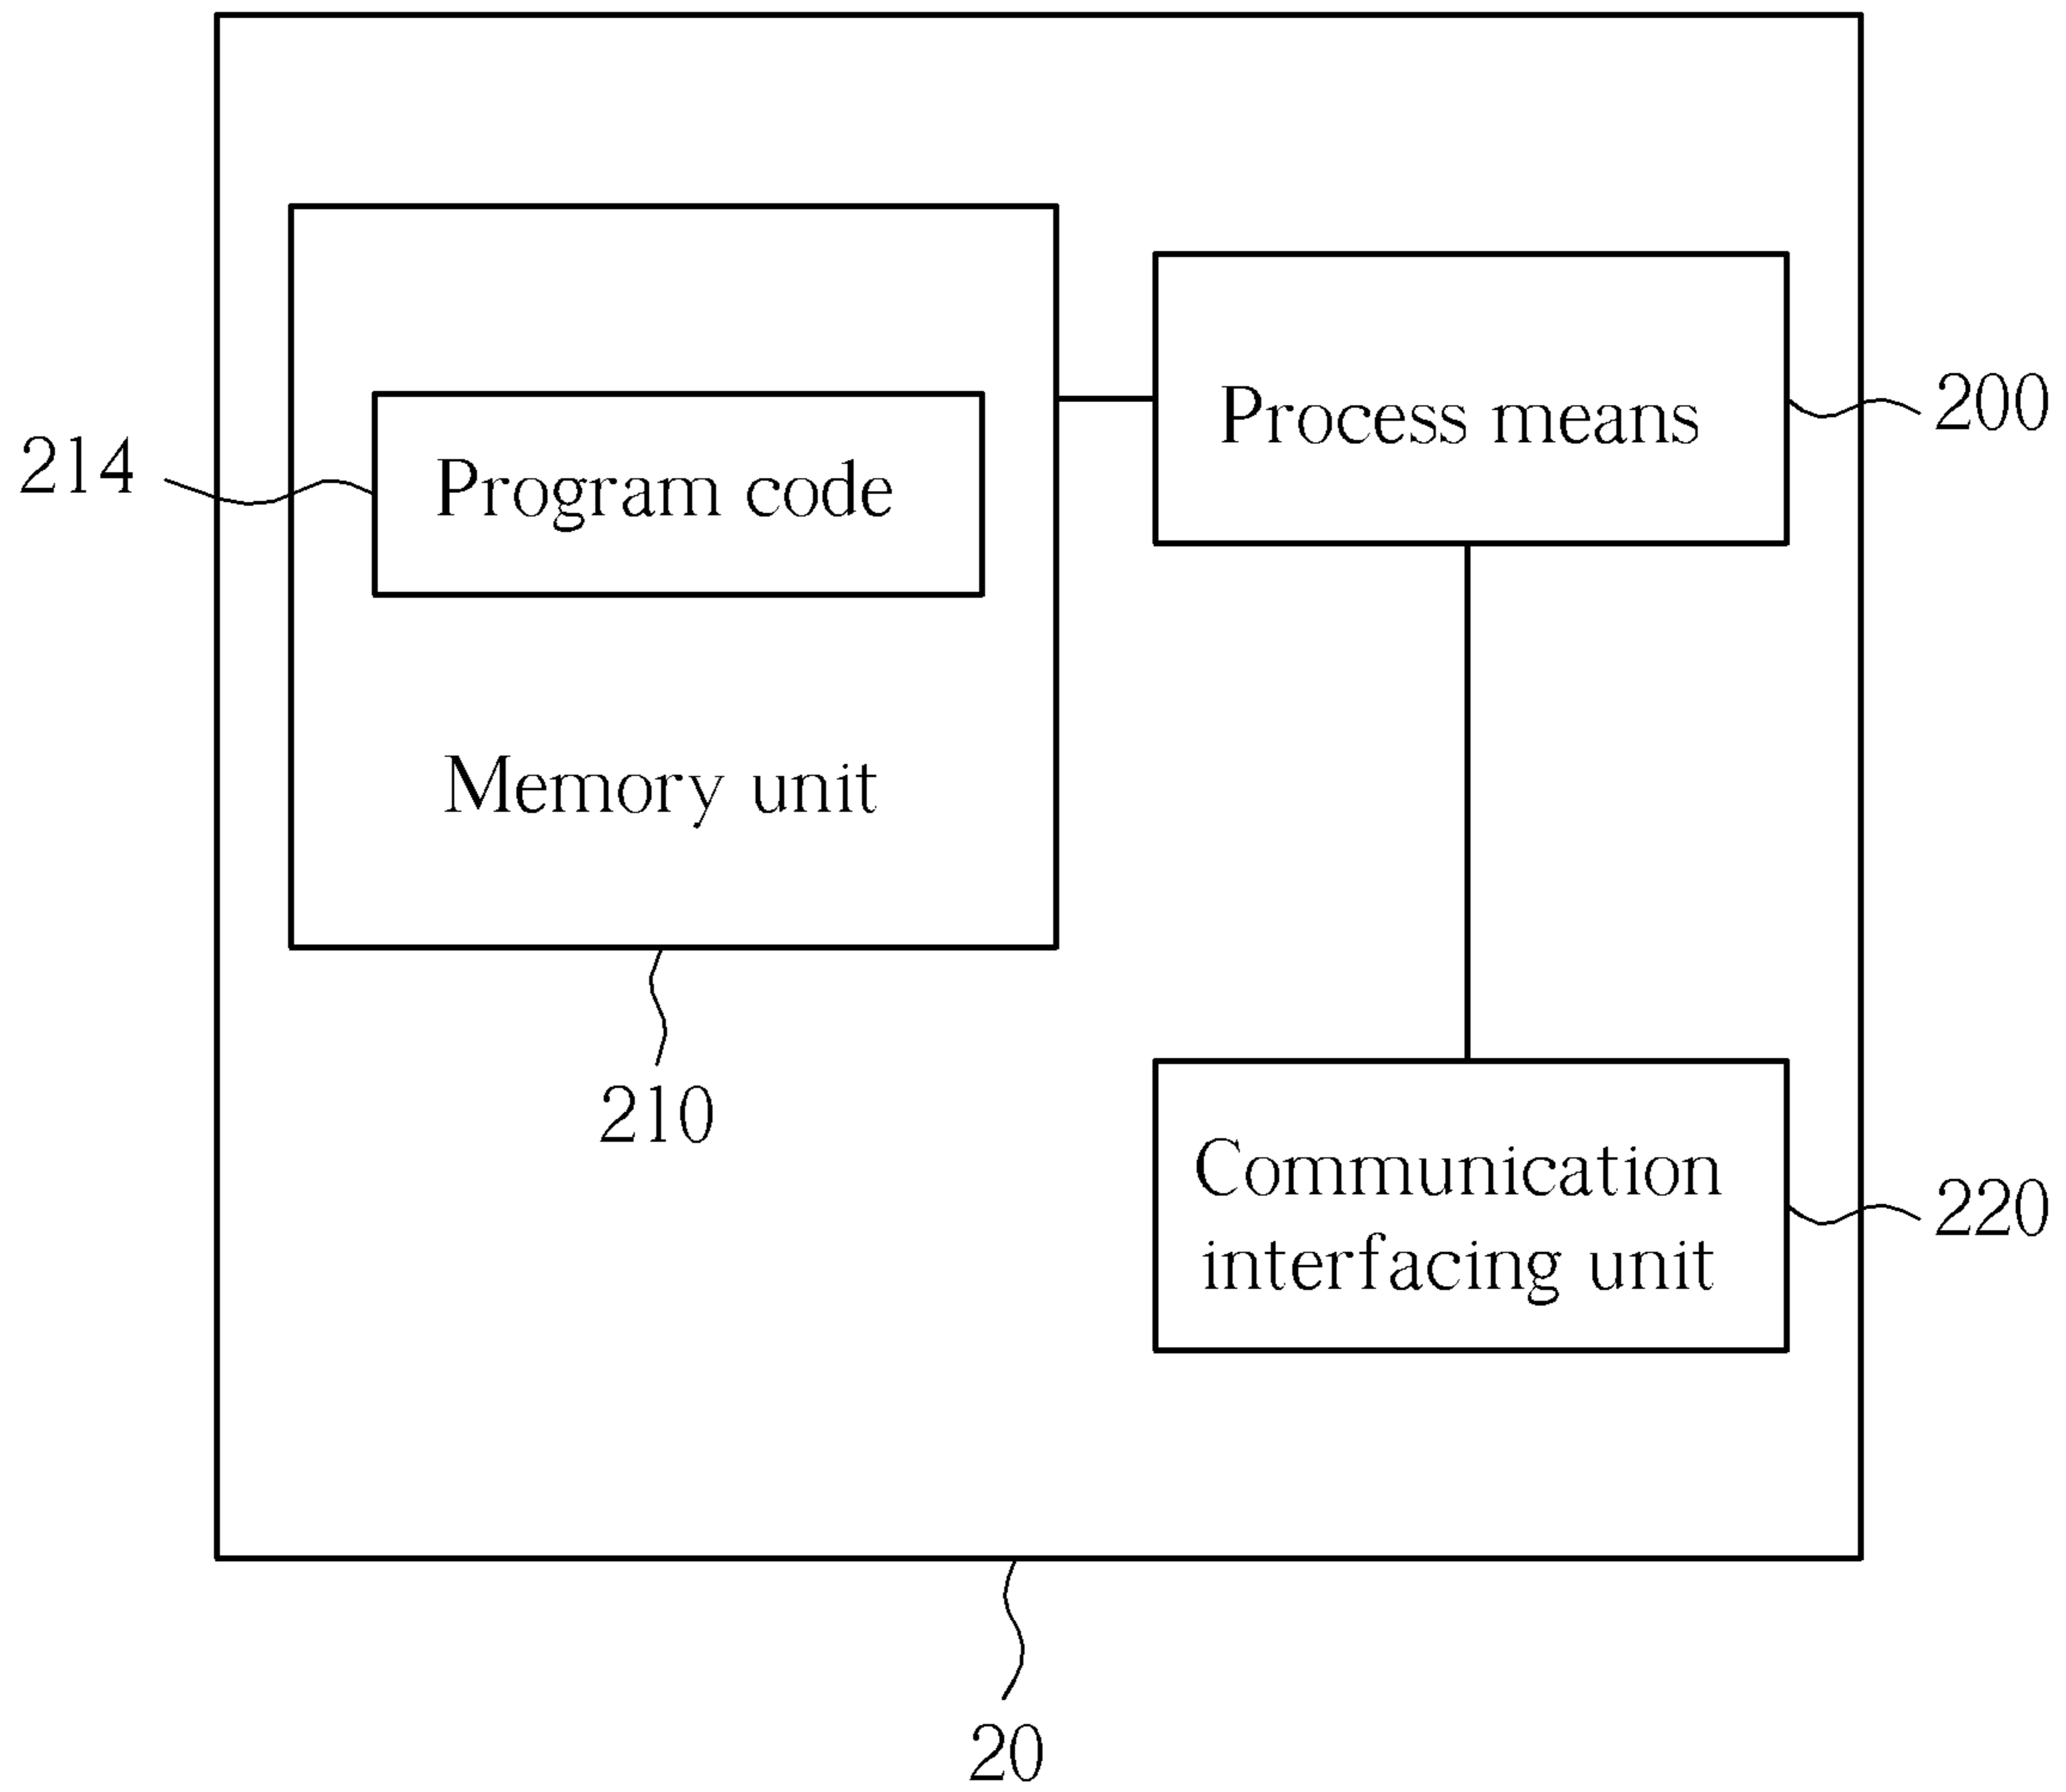 Process means
200
214
Program code
Memory unit
210
Communication
interfacing unit
220
20